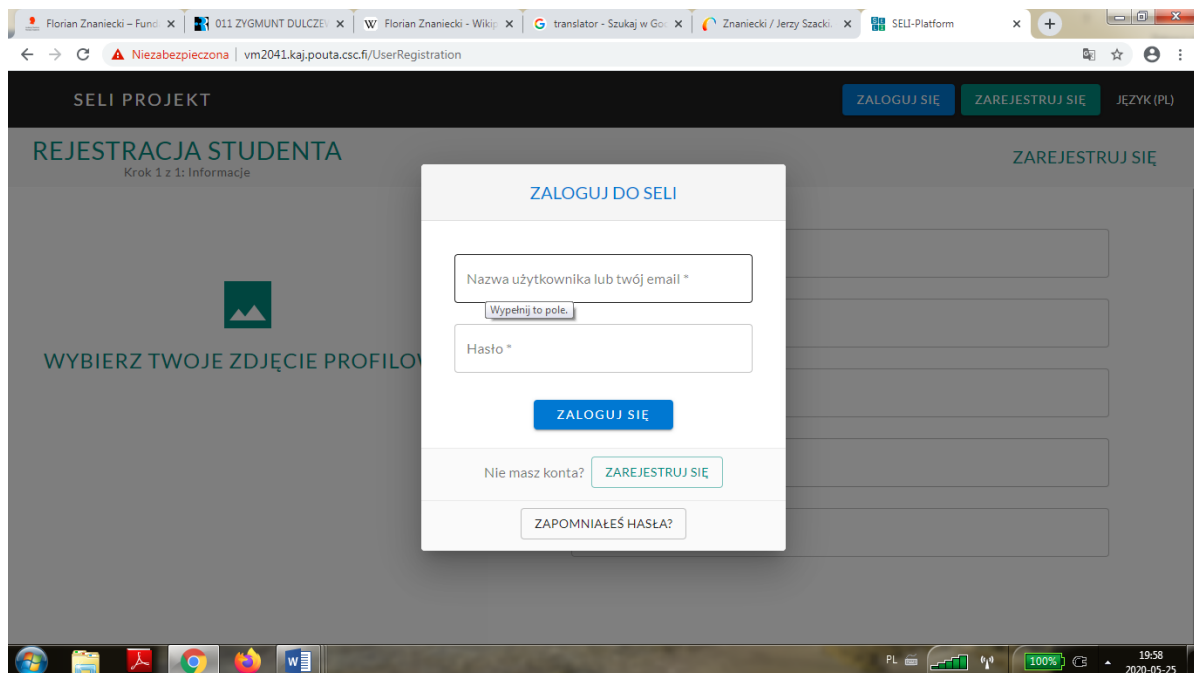 Florian Znaniecki – Fund
011 ZYGMUNT DULCZEW
Florian Znaniecki - Wikip
translator - Szukaj w Goo
Znaniecki / Jerzy Szacki.
SELI-Platform
Niezabezpieczona | vm2041.kaj.pouta.csc.fi/UserRegistration
SELI PROJEKT
ZALOGUJ SIĘ
ZAREJESTRUJ SIĘ
JĘZYK (PL)
REJESTRACJA STUDENTA
Krok 1 z 1: Informacje
ZAREJESTRUJ SIĘ
WYBIERZ TWOJE ZDJĘCIE PROFILOW
ZALOGUJ DO SELI
Nazwa użytkownika lub twój email *
Wypełnij to pole.
Hasło *
ZALOGUJ SIĘ
Nie masz konta? ZAREJESTRUJ SIĘ
ZAPOMNIAŁEŚ HASŁA?
PL
100%
19:58
2020-05-25